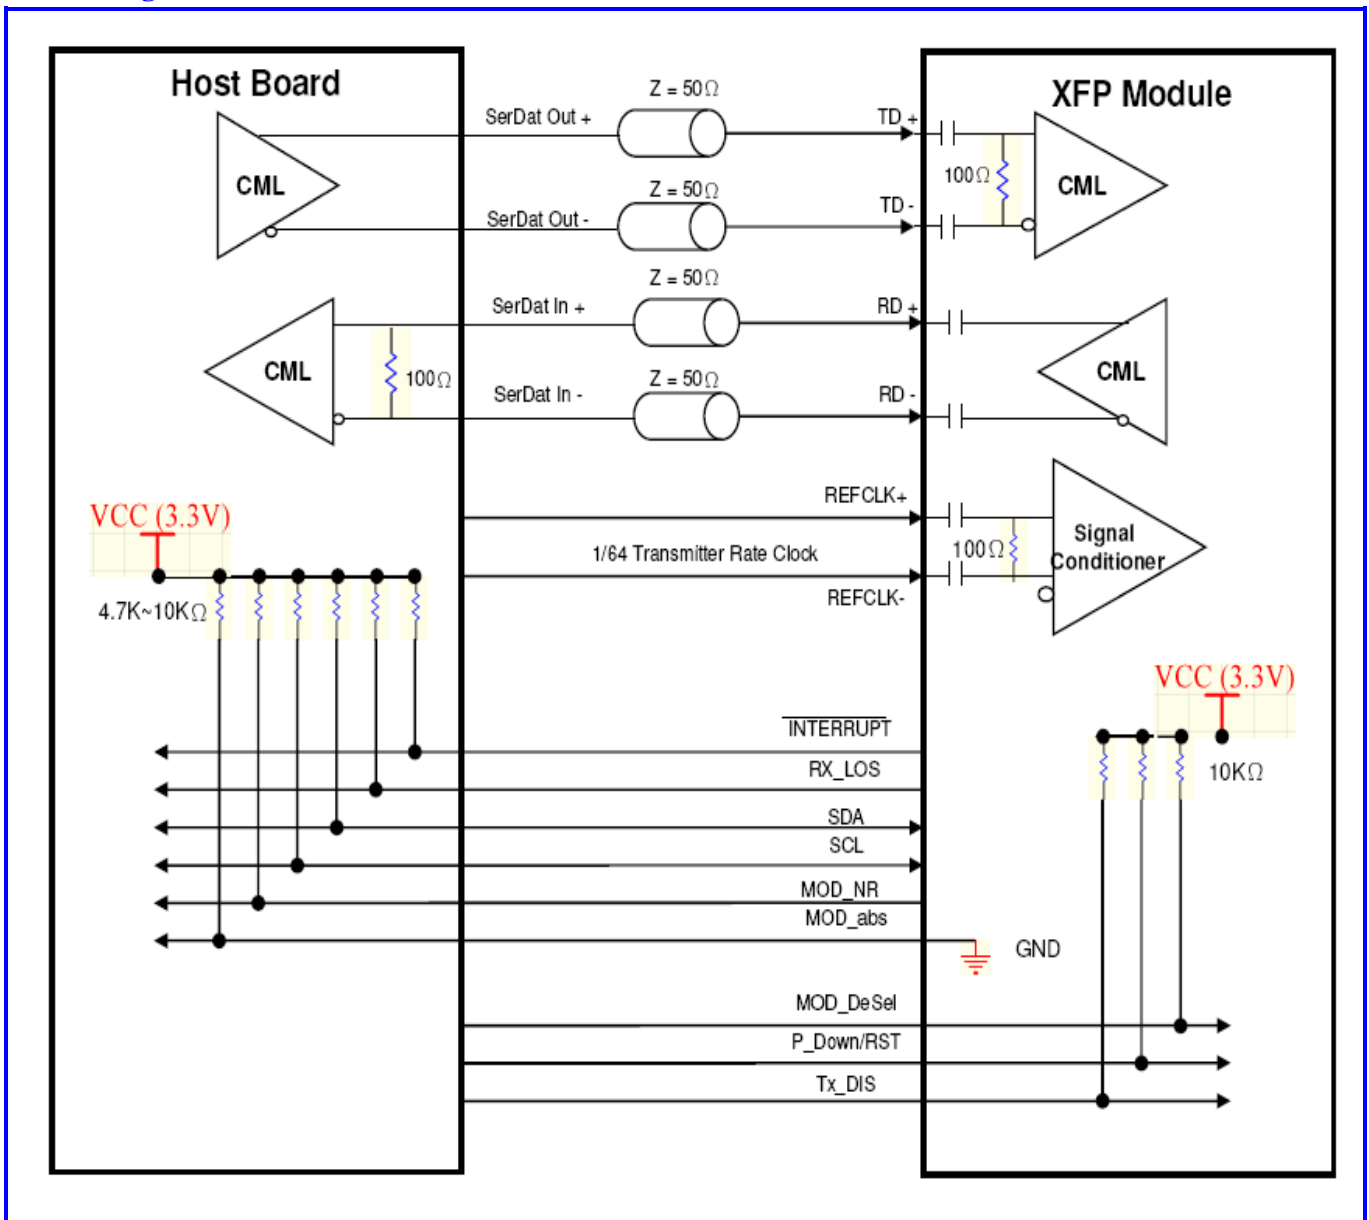 Host Board
XFP Module
Z = 50Ω
SerDat Out +
TD +
CML
100Ω
CML
Z = 50Ω
SerDat Out -
TD -
Z = 50Ω
SerDat In +
RD +
CML
100Ω
CML
Z = 50Ω
SerDat In -
RD -
REFCLK+
VCC (3.3V)
1/64 Transmitter Rate Clock
100Ω
Signal
Conditioner
REFCLK-
4.7K~10KΩ
VCC (3.3V)
INTERRUPT
RX_LOS
10KΩ
SDA
SCL
MOD_NR
MOD_abs
GND
MOD_DeSel
P_Down/RST
Tx_DIS